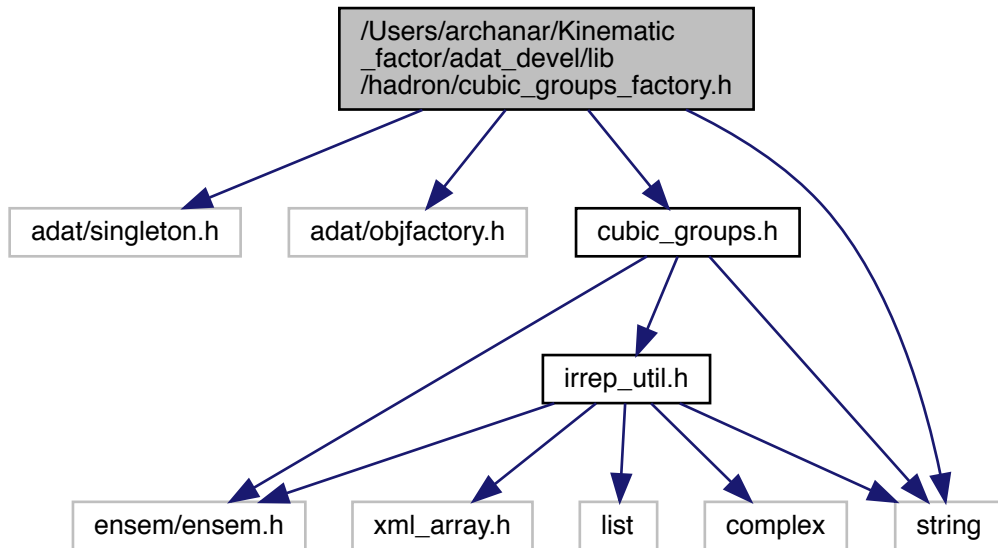 /Users/archanar/Kinematic
_factor/adat_devel/lib
/hadron/cubic_groups_factory.h
adat/singleton.h
adat/objfactory.h
cubic_groups.h
irrep_util.h
ensem/ensem.h
xml_array.h
list
complex
string